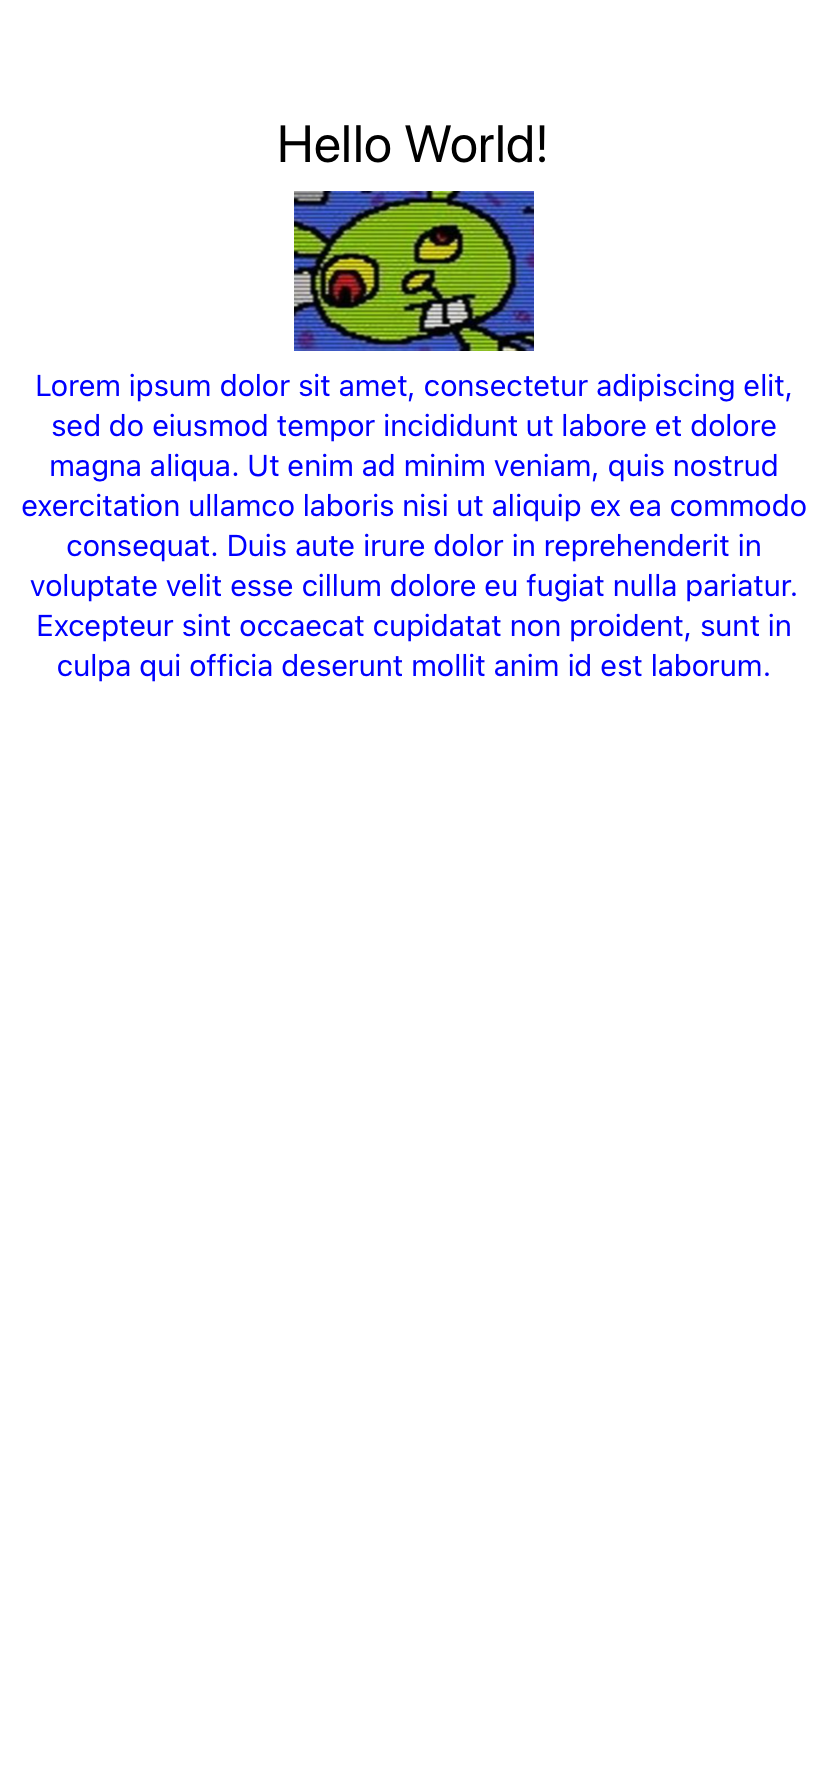 Hello World!
Lorem ipsum dolor sit amet, consectetur adipiscing elit,
sed do eiusmod tempor incididunt ut labore et dolore
magna aliqua. Ut enim ad minim veniam, quis nostrud
exercitation ullamco laboris nisi ut aliquip ex ea commodo
consequat. Duis aute irure dolor in reprehenderit in
voluptate velit esse cillum dolore eu fugiat nulla pariatur.
Excepteur sint occaecat cupidatat non proident, sunt in
culpa qui officia deserunt mollit anim id est laborum.